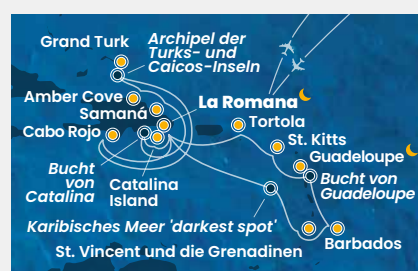 Grand Turk
Archipel der
Turks- und
Caicos-Inseln
Amber Cove
Samaná
Cabo Rojo
La Romana
Tortola
St. Kitts
Guadeloupe
Bucht von
Guadeloupe
Bucht
von
Catalina
Catalina
Island
Karibisches Meer 'darkest spot'
St. Vincent und die Grenadinen
Barbados